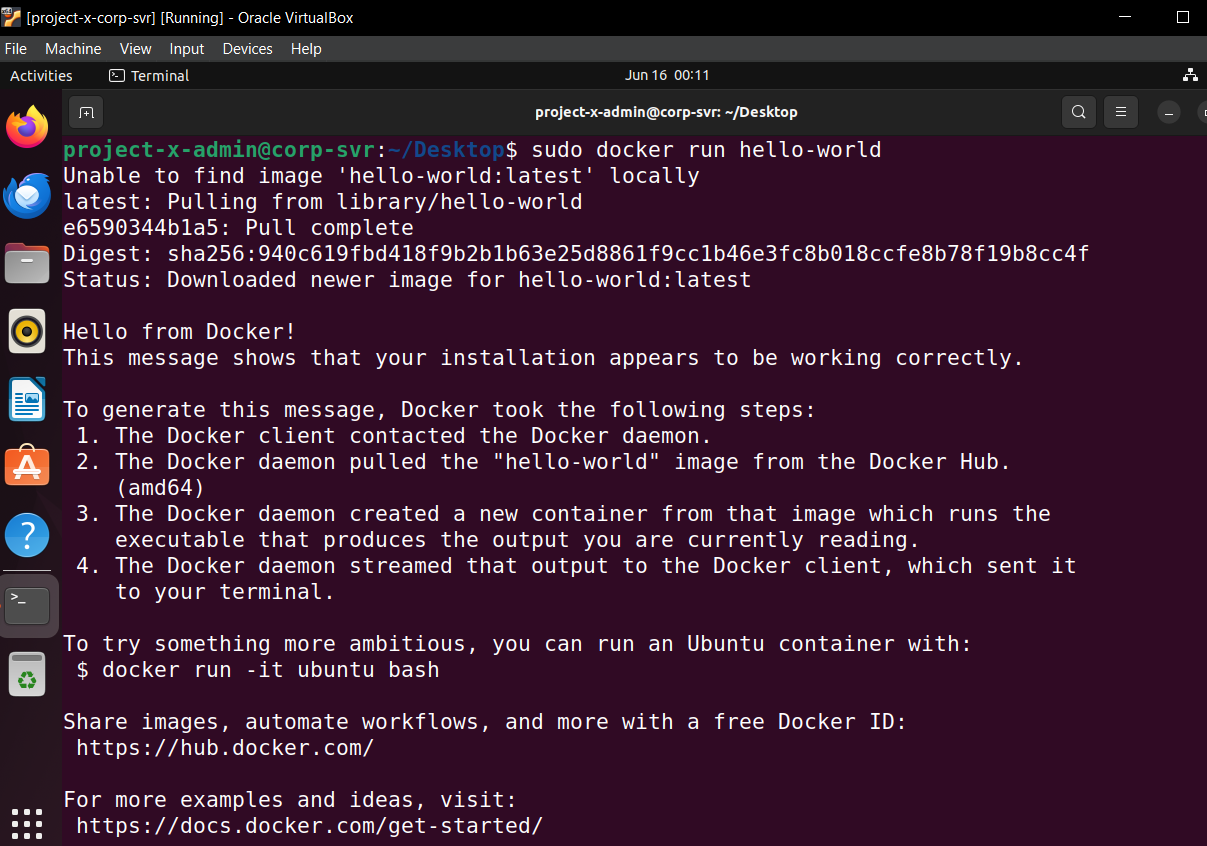 [project-x-corp-svr] [Running] - Oracle VirtualBox
File Machine View Input Devices Help
Activities Terminal Jun 16 00:11
project-x-admin@corp-svr: ~/Desktop
project-x-admin@corp-svr:~/Desktop$ sudo docker run hello-world
Unable to find image 'hello-world:latest' locally
latest: Pulling from library/hello-world
e6590344b1a5: Pull complete
Digest: sha256:940c619fbd418f9b2b1b63e25d8861f9cc1b46e3fc8b018ccfe8b78f19b8cc4f
Status: Downloaded newer image for hello-world:latest
Hello from Docker!
This message shows that your installation appears to be working correctly.
To generate this message, Docker took the following steps:
1. The Docker client contacted the Docker daemon.
2. The Docker daemon pulled the "hello-world" image from the Docker Hub.
(amd64)
3. The Docker daemon created a new container from that image which runs the
executable that produces the output you are currently reading.
4. The Docker daemon streamed that output to the Docker client, which sent it
to your terminal.
To try something more ambitious, you can run an Ubuntu container with:
$ docker run -it ubuntu bash
Share images, automate workflows, and more with a free Docker ID:
https://hub.docker.com/
For more examples and ideas, visit:
https://docs.docker.com/get-started/